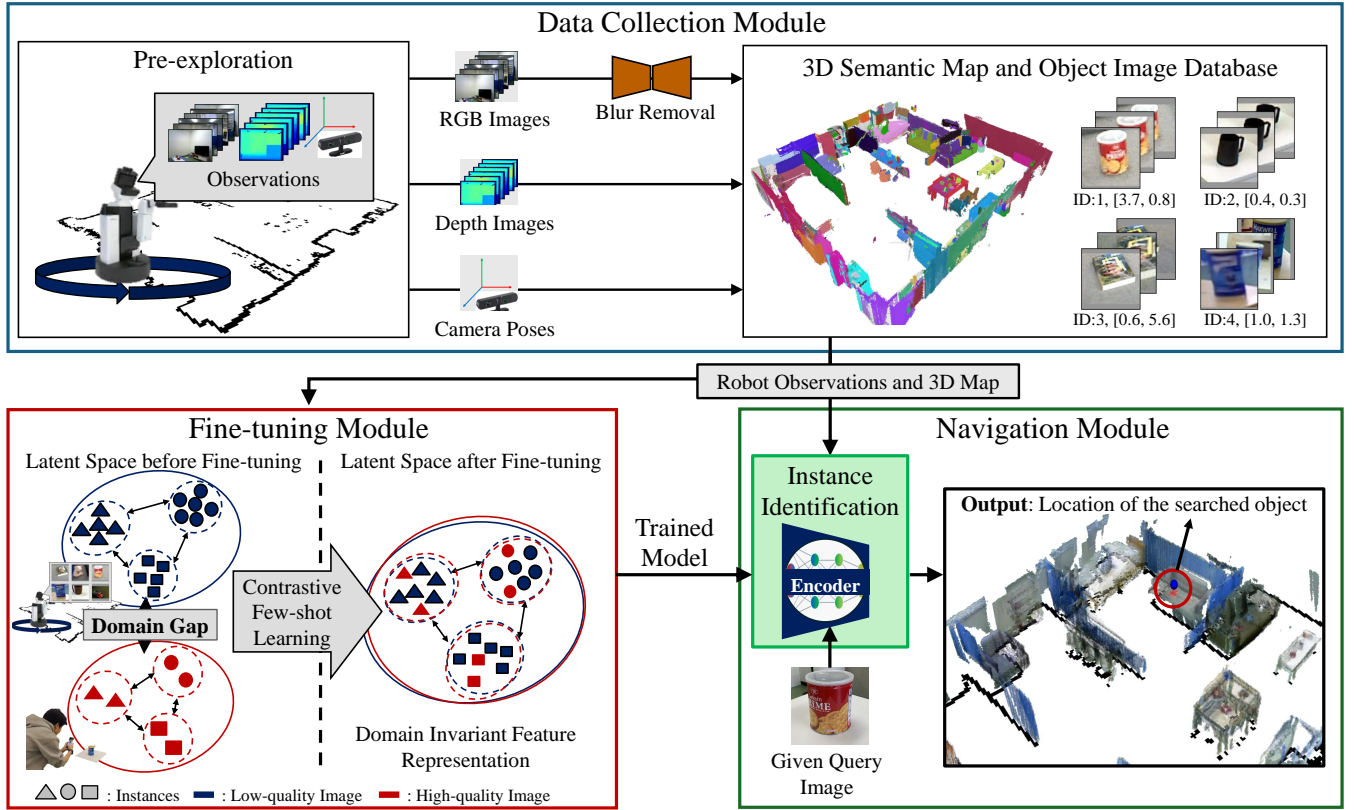 Data Collection Module
Pre-exploration
Observations
RGB Images
Blur Removal
Depth Images
Camera Poses
3D Semantic Map and Object Image Database
ID:1, [3.7, 0.8]
ID:2, [0.4, 0.3]
ID:3, [0.6, 5.6]
ID:4, [1.0, 1.3]
Robot Observations and 3D Map
Fine-tuning Module
Latent Space before Fine-tuning
Latent Space after Fine-tuning
Domain Gap
Contrastive
Few-shot
Learning
Domain Invariant Feature
Representation
: Instances
: Low-quality Image
: High-quality Image
Trained
Model
Navigation Module
Instance
Identification
Encoder
Given Query
Image
Output: Location of the searched object